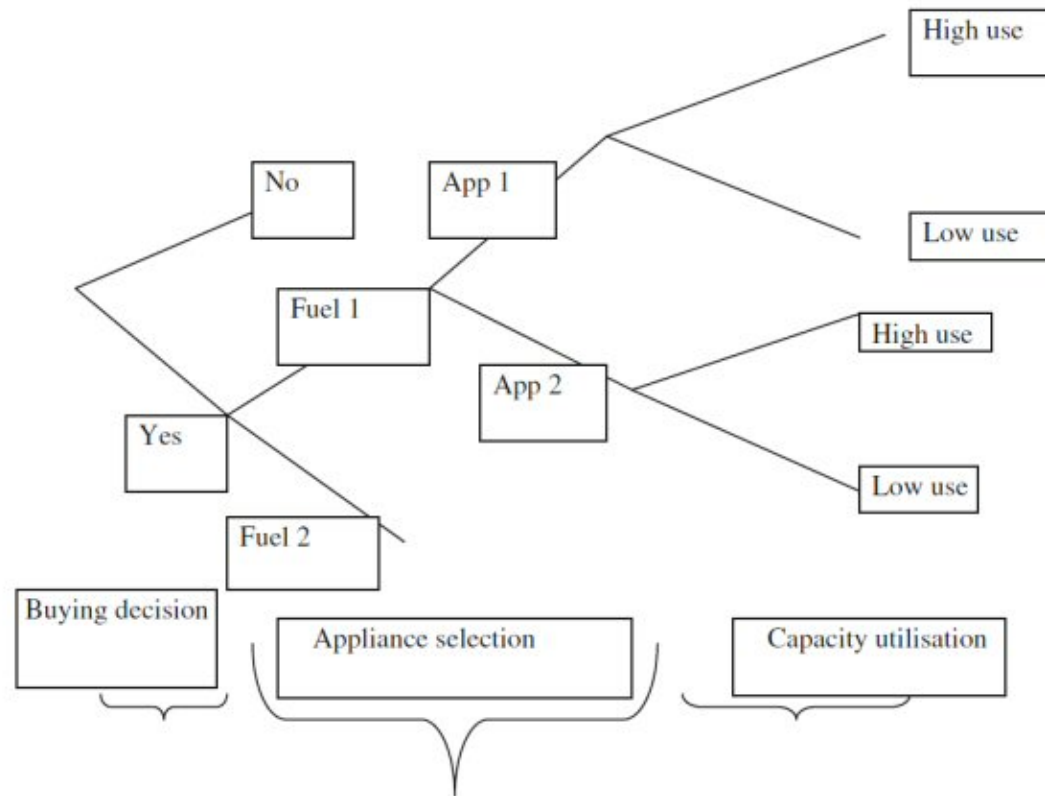 High use
No
App 1
Low use
Fuel 1
High use
App 2
Yes
Low use
Fuel 2
Buying decision
Appliance selection
Capacity utilisation